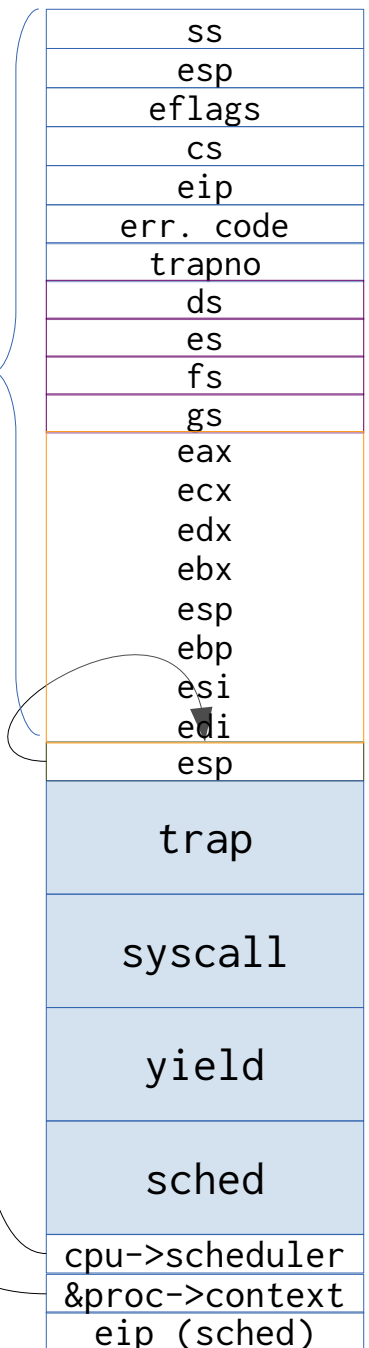 ss
esp
eflags
cs
eip
err. code
trapno
ds
es
fs
gs
eax
ecx
edx
ebx
esp
ebp
esi
edi
esp
trap
syscall
yield
sched
cpu->scheduler
&proc->context
eip (sched)